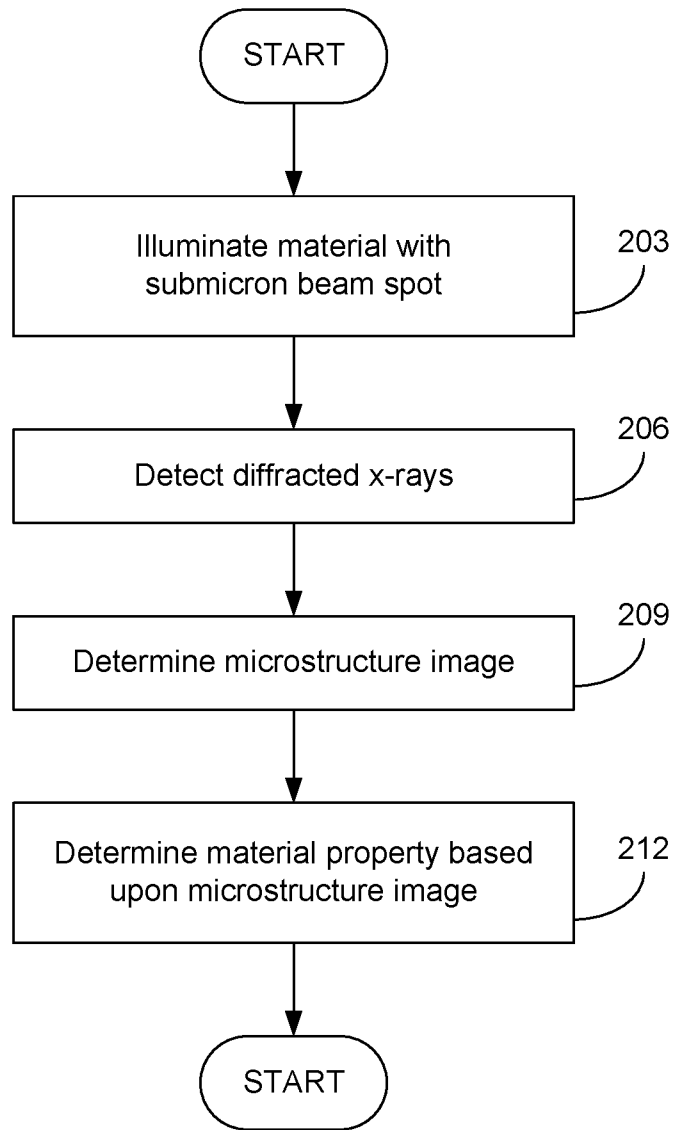 START
Illuminate material with
submicron beam spot
203
Detect diffracted x-rays
206
Determine microstructure image
209
Determine material property based
upon microstructure image
212
START